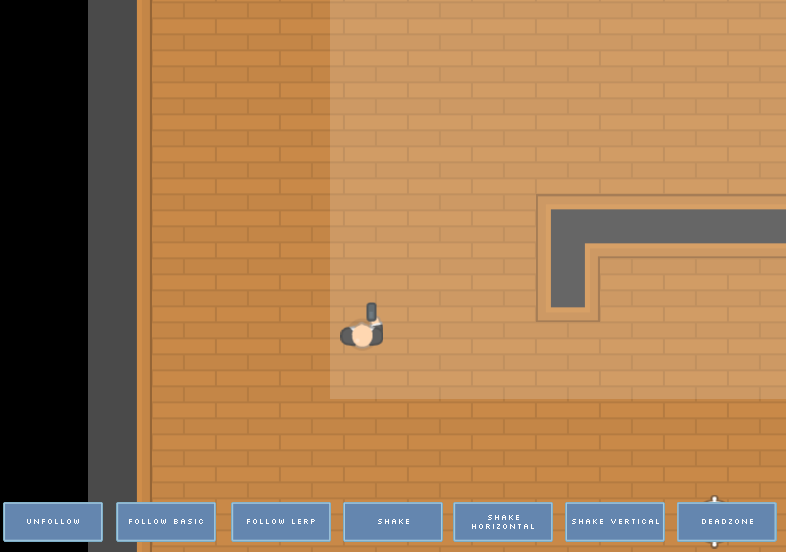 UNFOLLOW
FOLLOW BASIC
FOLLOW LERP
SHAKE
SHAKE
HORIZONTAL
SHAKE VERTICAL
DEADZONE